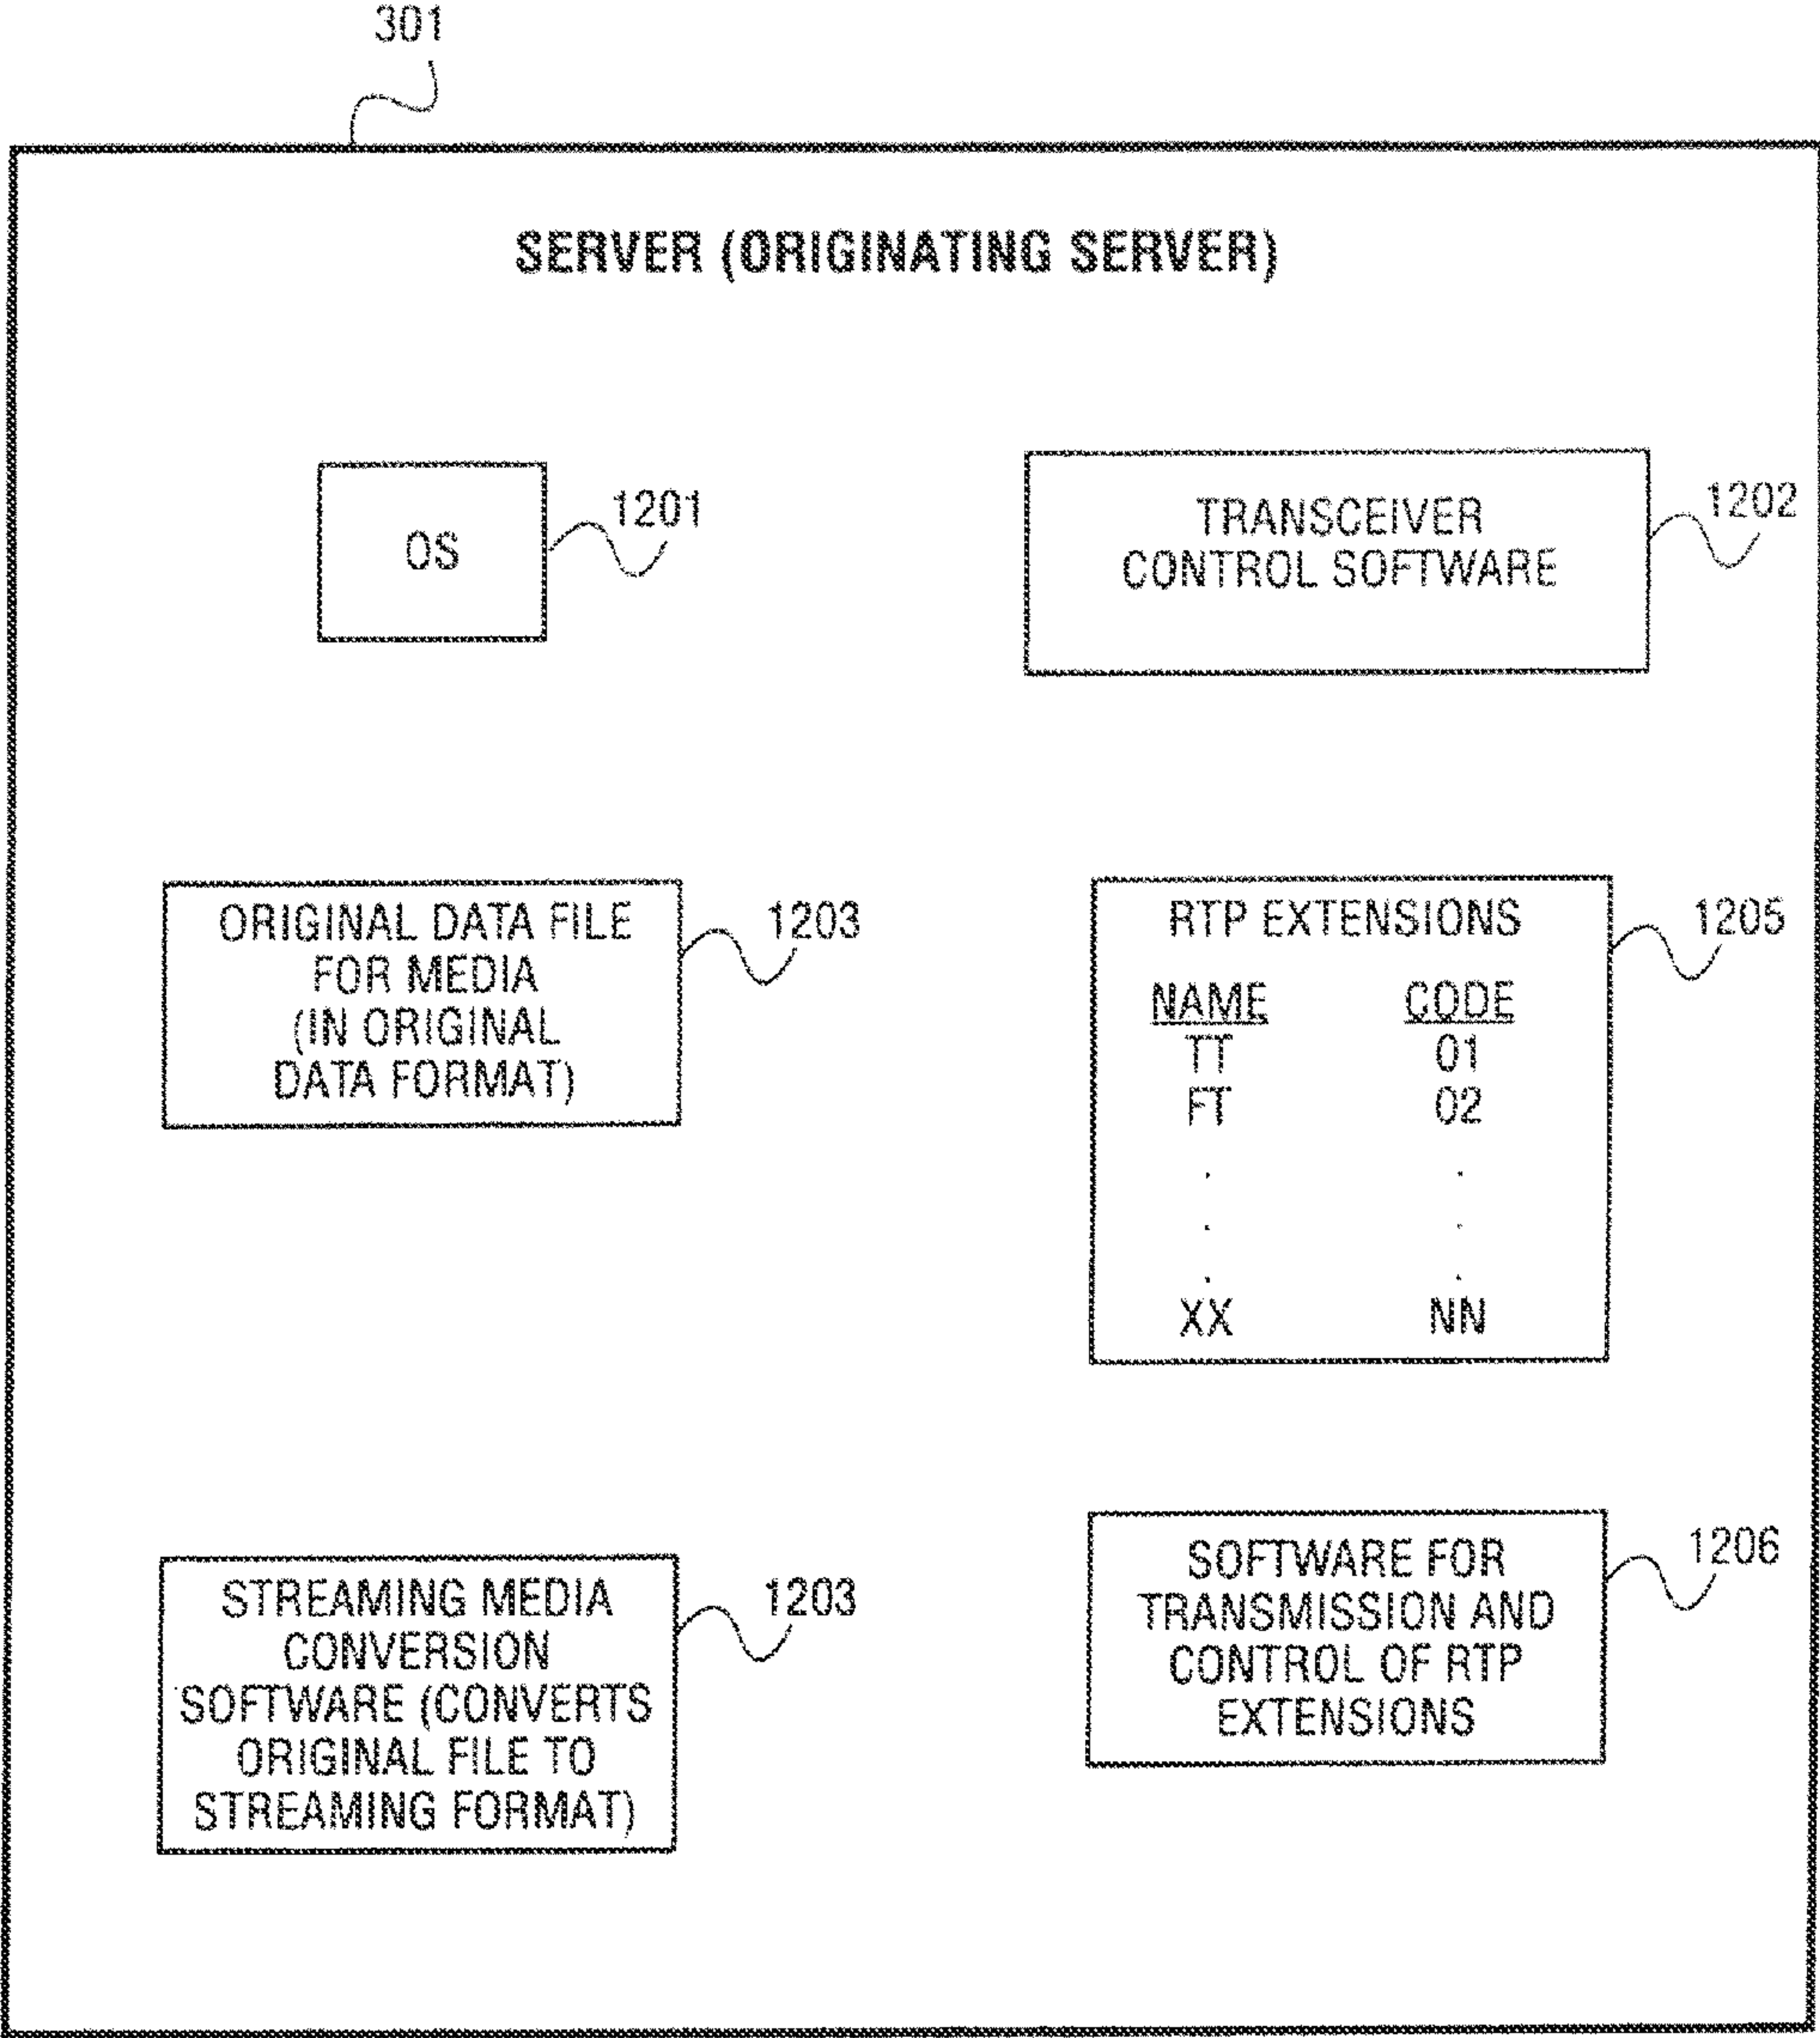 301
SERVER (ORIGINATING SERVER)
OS
1201
TRANSCEIVER
CONTROL SOFTWARE
1202
ORIGINAL DATA FILE
FOR MEDIA
(IN ORIGINAL
DATA FORMAT)
1203
RTP EXTENSIONS
NAME CODE
TT 01
FT 02
. .
. .
. .
XX NN
1205
STREAMING MEDIA
CONVERSION
SOFTWARE (CONVERTS
ORIGINAL FILE TO
STREAMING FORMAT)
1203
SOFTWARE FOR
TRANSMISSION AND
CONTROL OF RTP
EXTENSIONS
1206